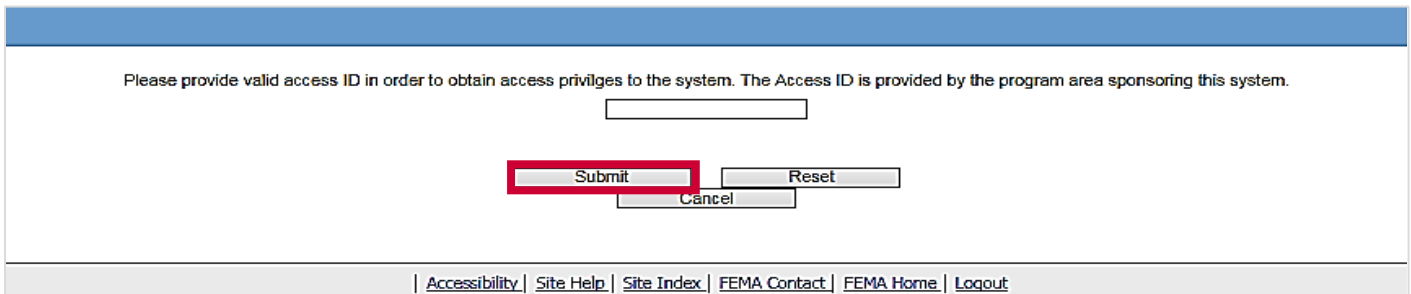 Please provide valid access ID in order to obtain access privilges to the system. The Access ID is provided by the program area sponsoring this system.
Submit Reset
Cancel
| Accessibility | Site Help | Site Index | FEMA Contact | FEMA Home | Logout